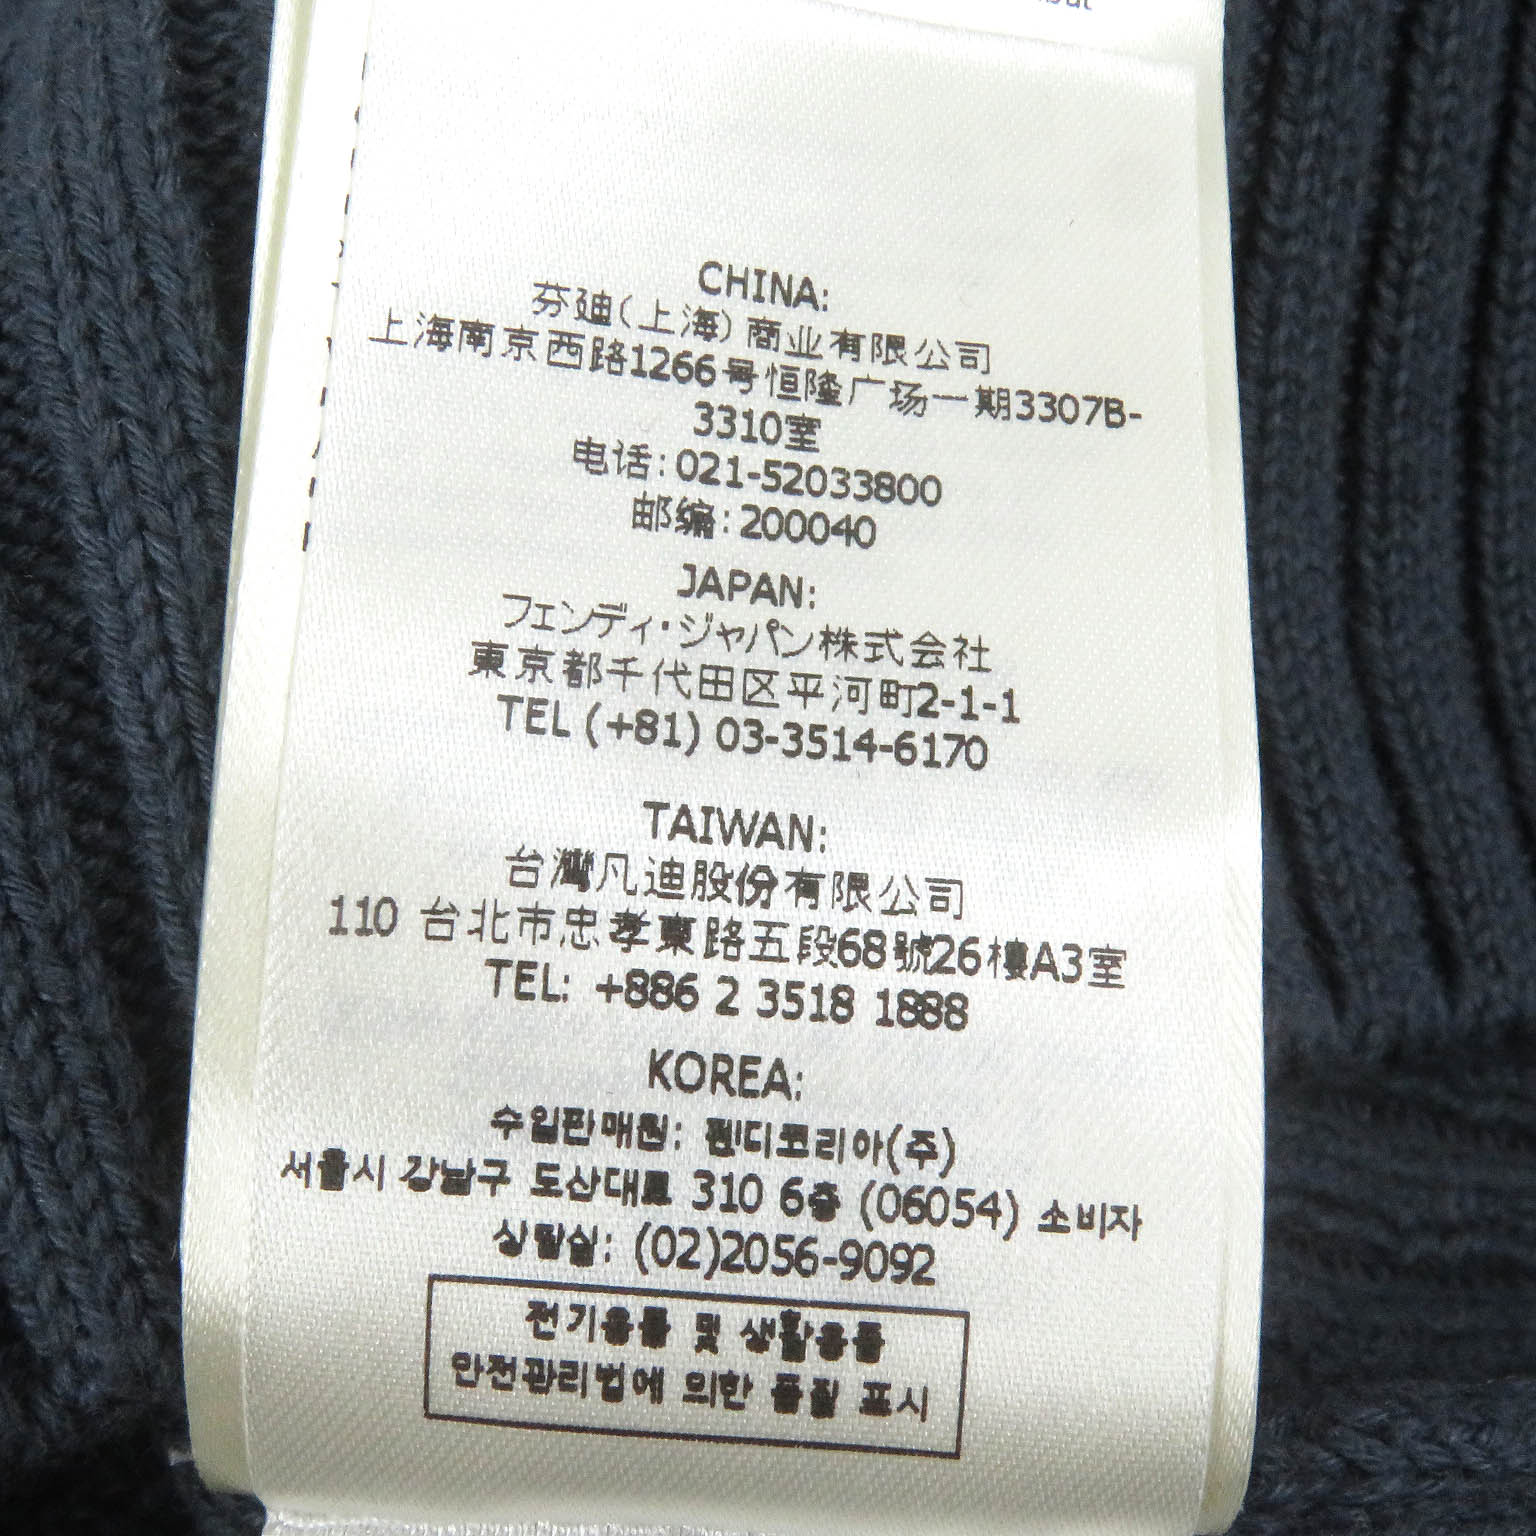 CHINA:
芬迪(上海)商业有限公司
上海南京西路1266号恒隆广场一期3307B-
3310室
电话:021-52033800
邮编:200040
JAPAN:
フェンディ・ジャパン株式会社
東京都千代田区平河町2-1-1
TEL (+81) 03-3514-6170
TAIWAN:
台灣凡迪股份有限公司
110 台北市忠孝東路五段68號26樓A3室
TEL: +886 2 3518 1888
KOREA:
수입판매원: 펜디코리아(주)
서울시 강남구 도산대로 310 6층 (06054) 소비자
상담실: (02)2056-9092
전기용품 및 생활용품
안전관리법에 의한 품질 표시